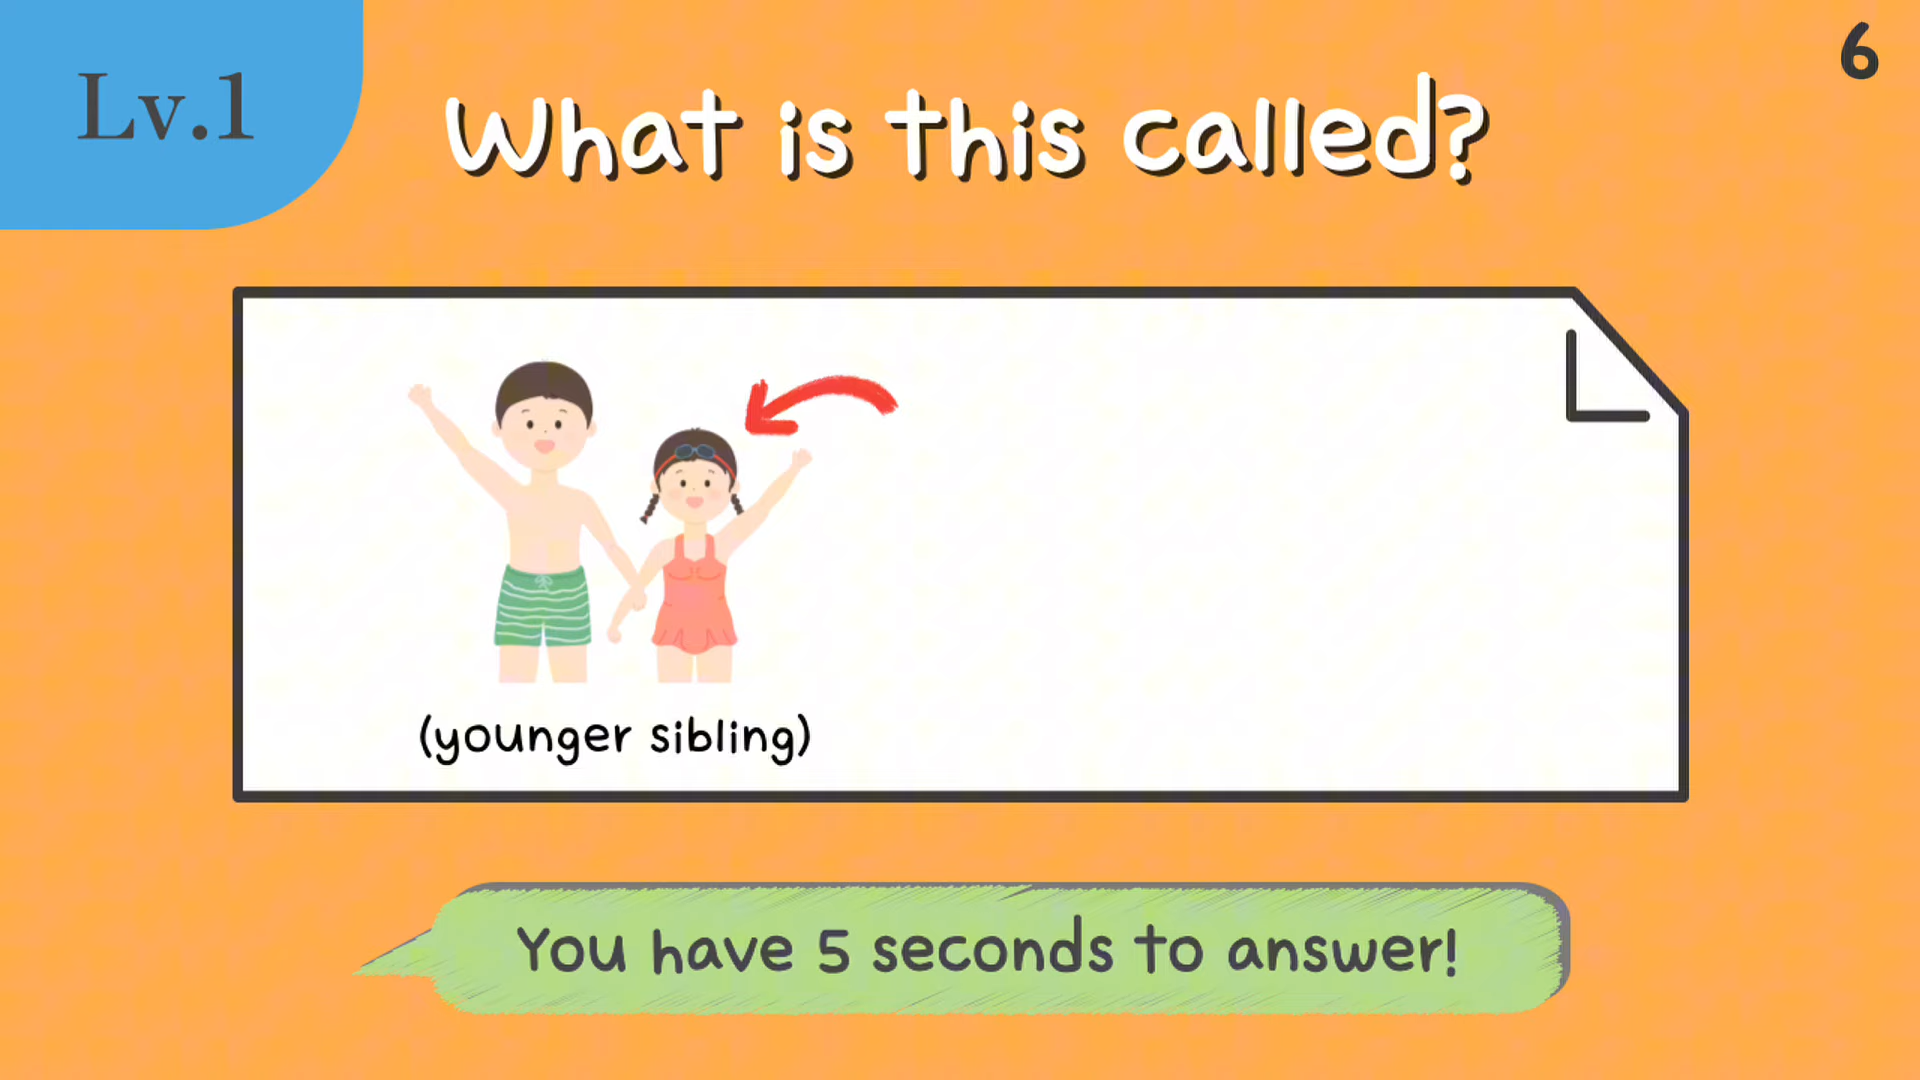 Lv.1
6
What is this called?
(younger sibling)
You have 5 seconds to answer!